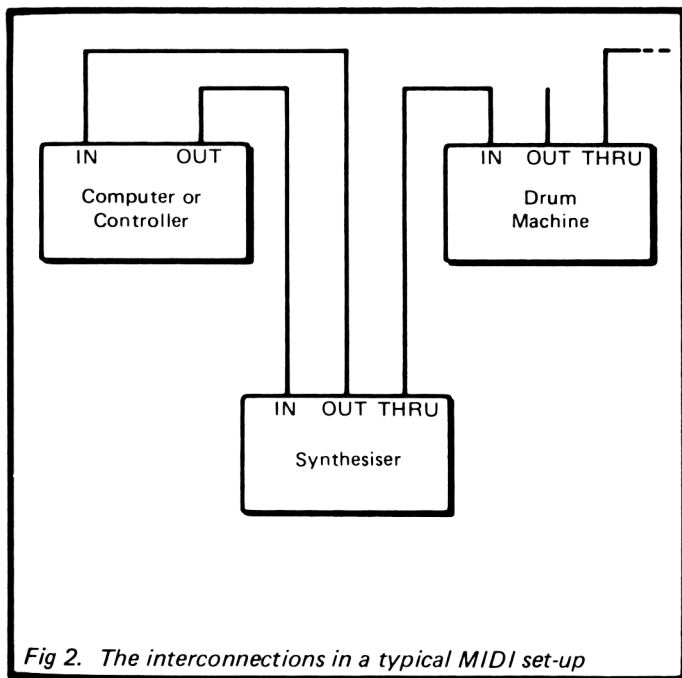 IN OUT
Computer or
Controller
IN OUT THRU
Drum
Machine
IN OUT THRU
Synthesiser
Fig 2. The interconnections in a typical MIDI set-up